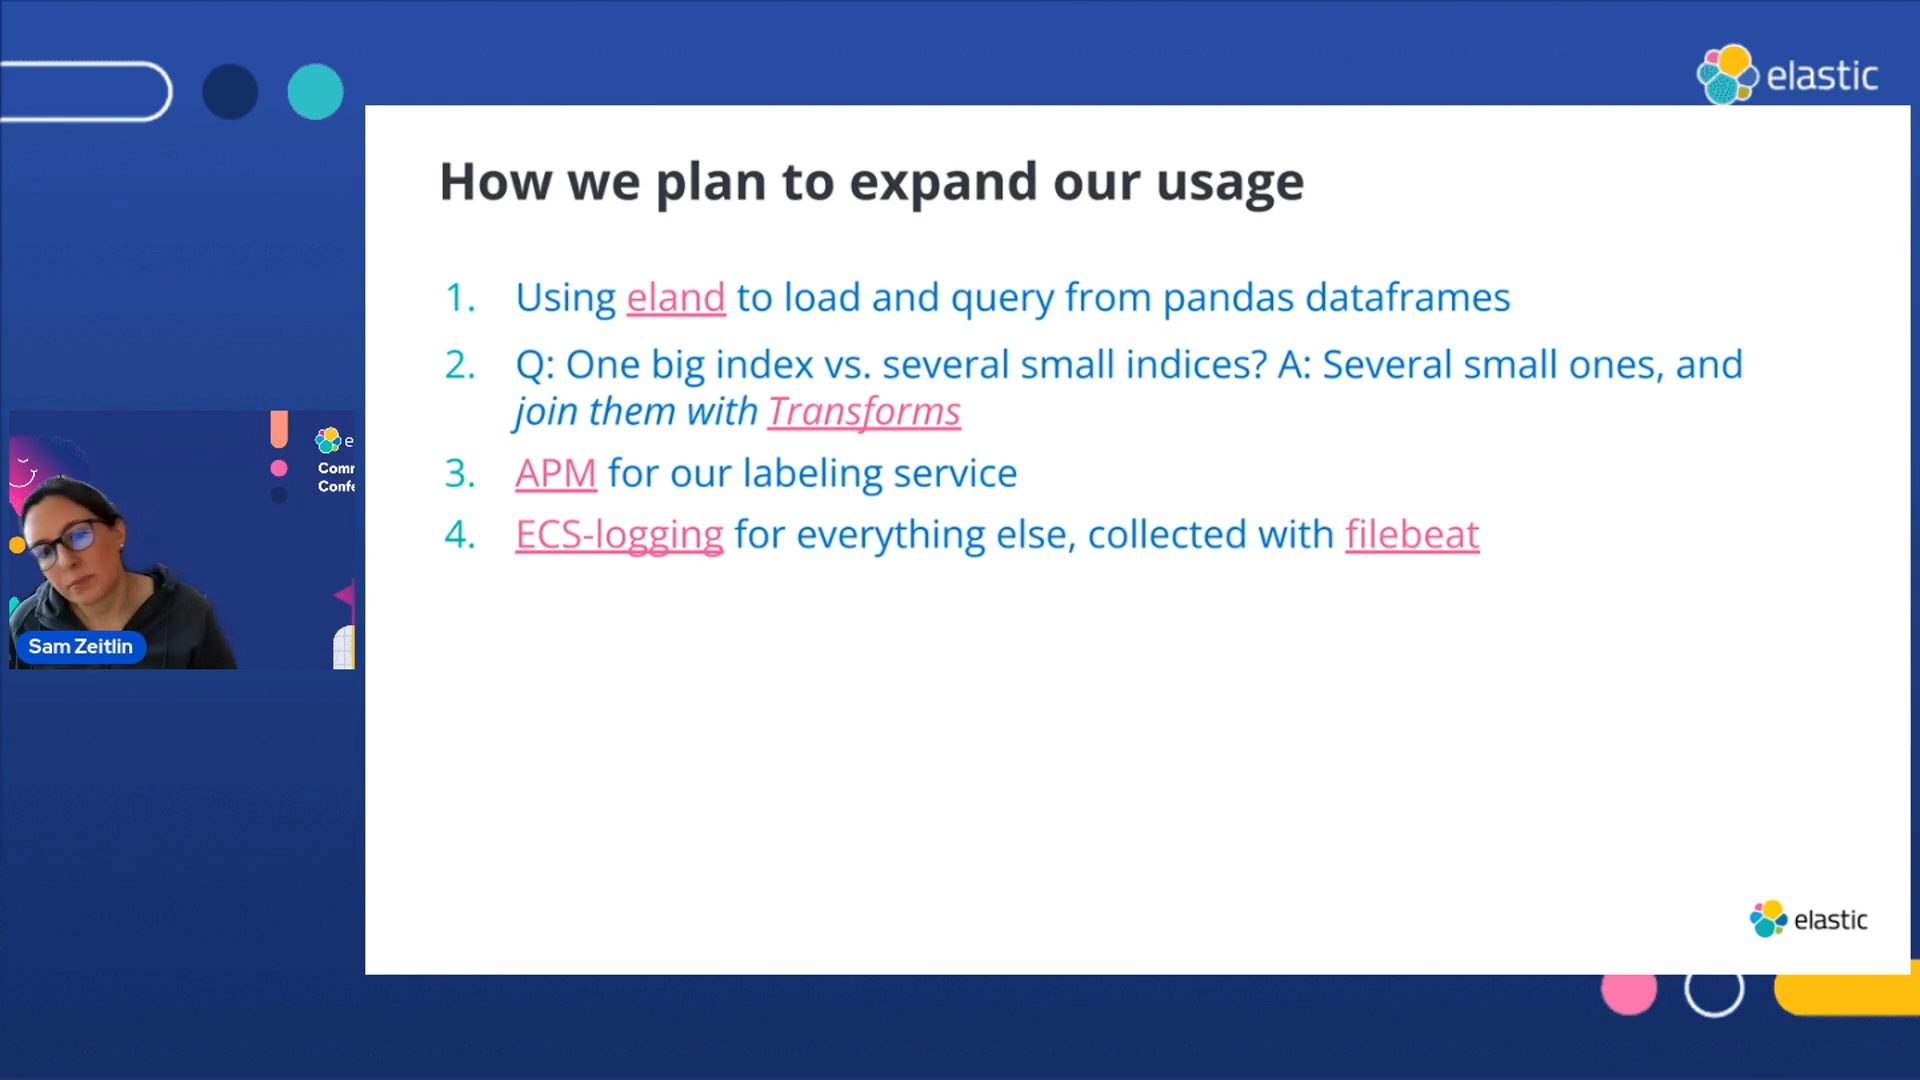 elastic
How we plan to expand our usage
1. Using eland to load and query from pandas dataframes
2. Q: One big index vs. several small indices? A: Several small ones, and
join them with Transforms
3. APM for our labeling service
4. ECS-logging for everything else, collected with filebeat
e
Comm
Confe
Sam Zeitlin
elastic